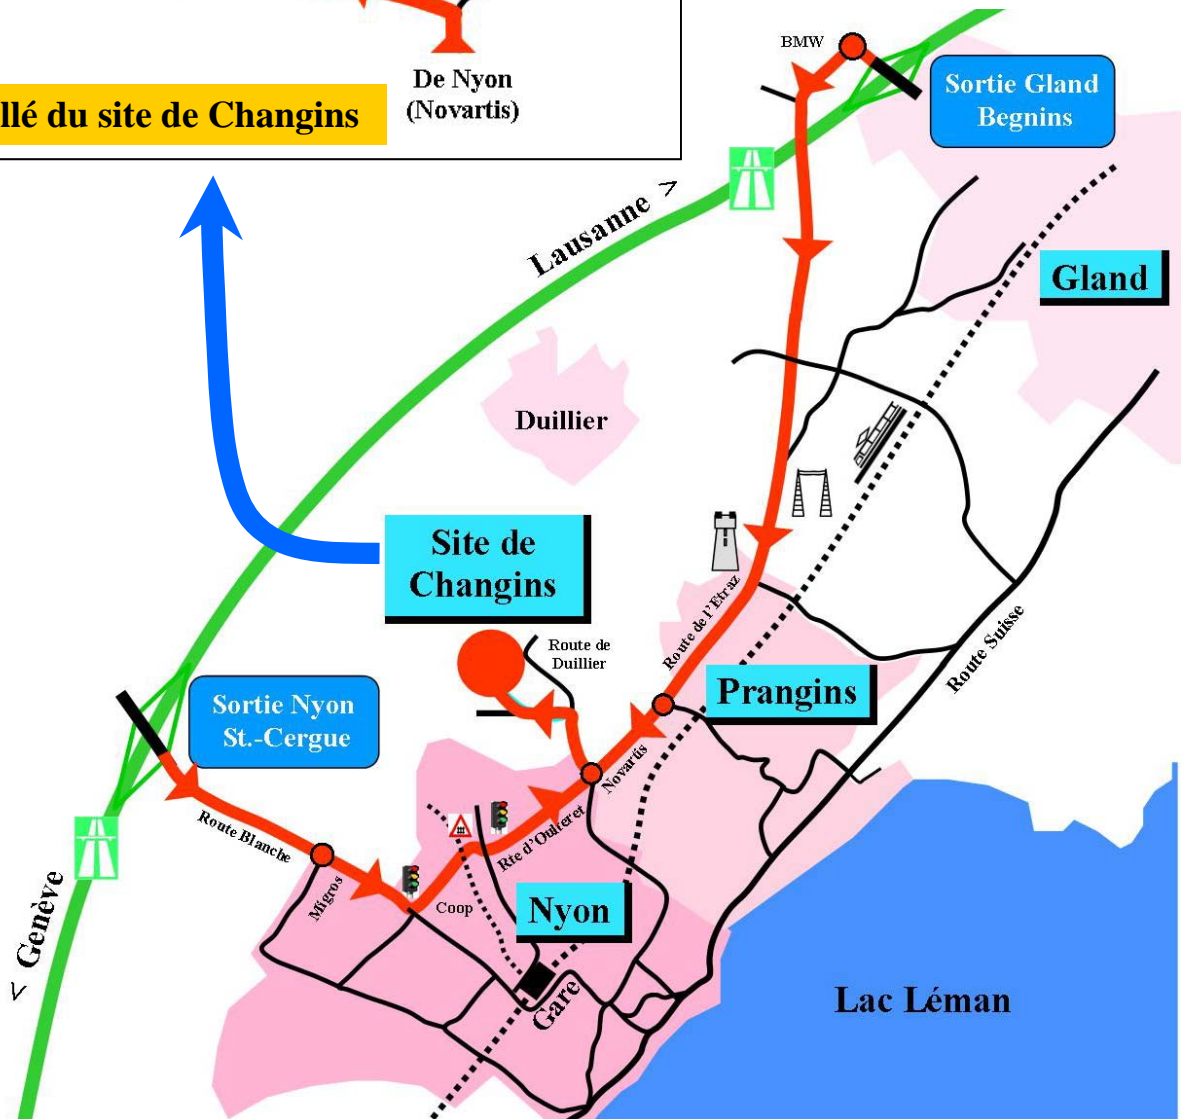 De Nyon
(Novartis)
llé du site de Changins
BMW
Sortie Gland
Begnins
Lausanne >
Gland
Duillier
Site de
Changins
Route de
Duillier
Route de l'Etraz
Route Suisse
Prangins
Sortie Nyon
St.-Cergue
Novartis
Route Blanche
Rte d'Oulteret
Migros
Coop
Nyon
< Genève
Gare
Lac Léman